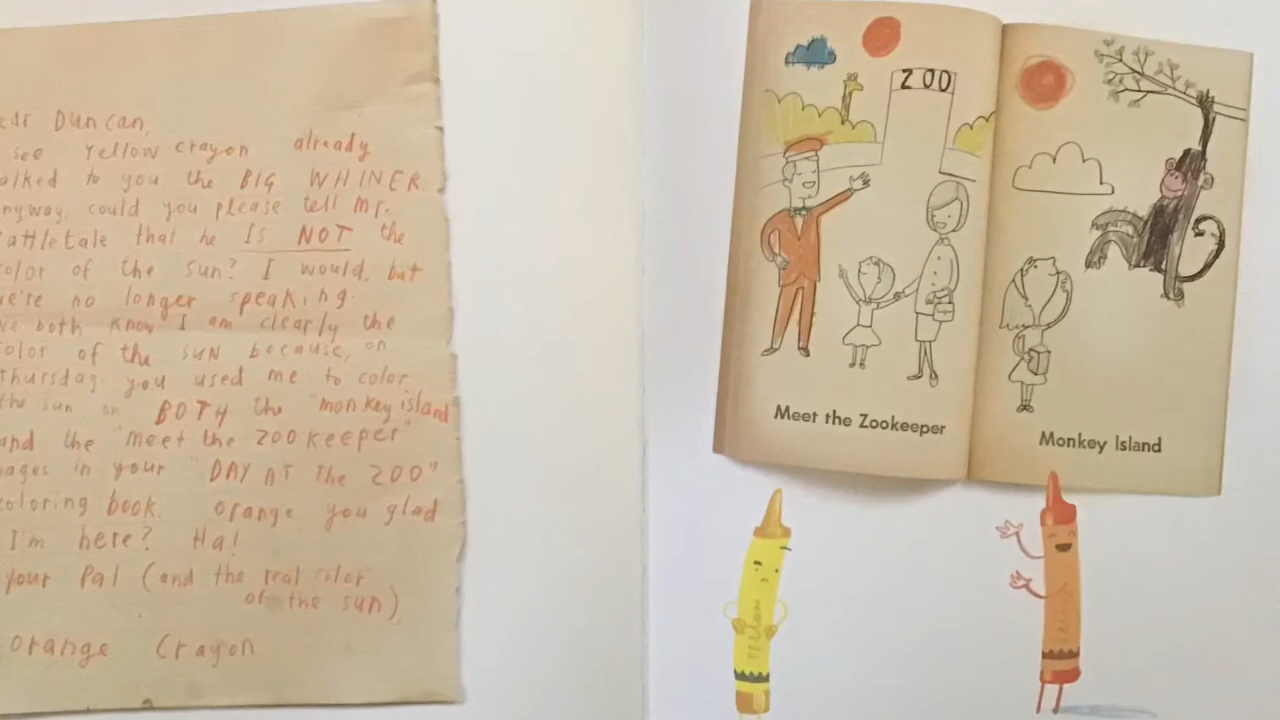 ear Duncan,
see Yellow Crayon already
alked to you, the BIG WHINER.
nyway, could you please tell Mr.
attletale that he IS NOT the
olor of the sun? I would, but
e're no longer speaking.
We both know I am clearly the
olor of the sun because, on
Thursday, you used me to color
the sun on BOTH the "monkey island"
and the "meet the zookeeper"
pages in your "DAY AT The ZOO"
coloring book. Orange you glad
I'm here? Ha!
Your Pal (and the real color
of the sun),
Orange Crayon
ZOO
Meet the Zookeeper
Monkey Island
Yellow